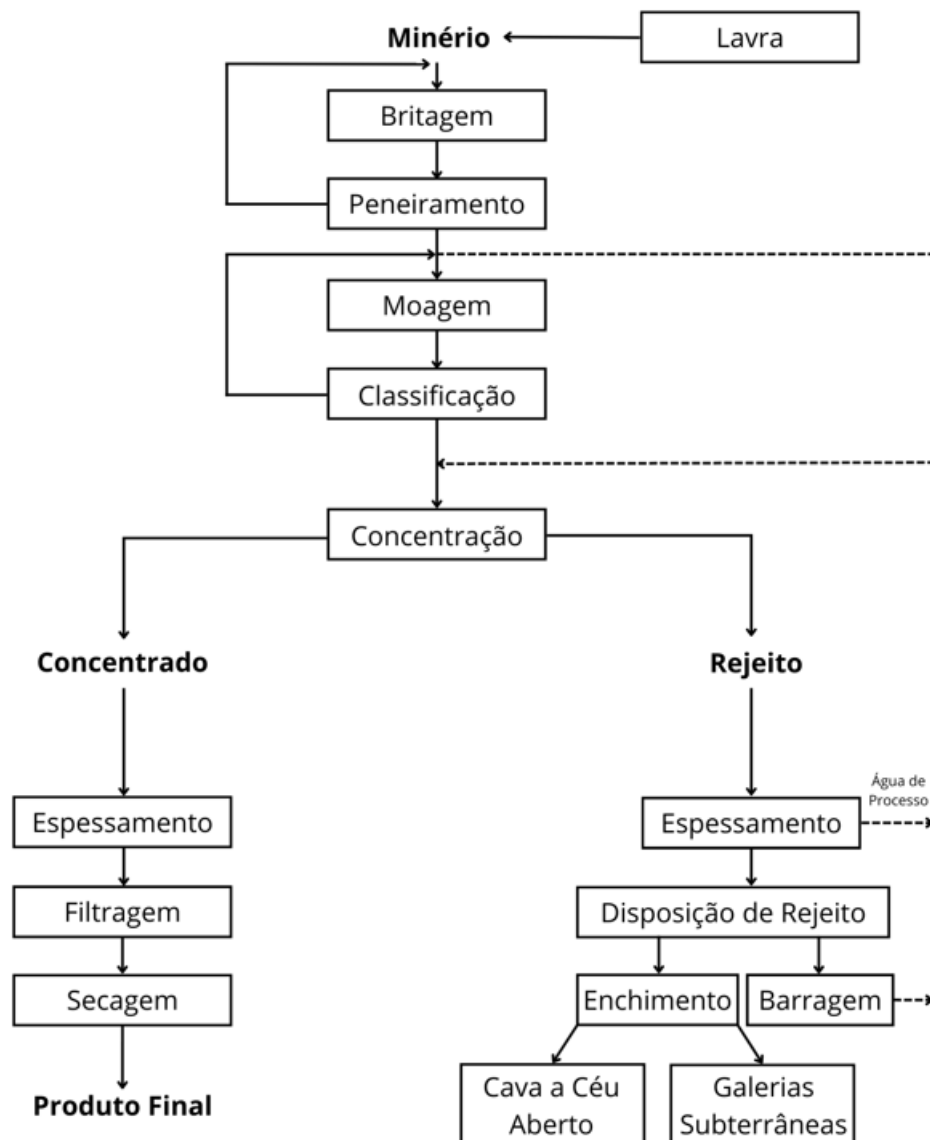 Minério
Lavra
Britagem
Peneiramento
Moagem
Classificação
Concentração
Concentrado
Rejeito
Espessamento
Filtragem
Secagem
Produto Final
Água de
Processo
Espessamento
Disposição de Rejeito
Enchimento
Barragem
Cava a Céu
Aberto
Galerias
Subterrâneas